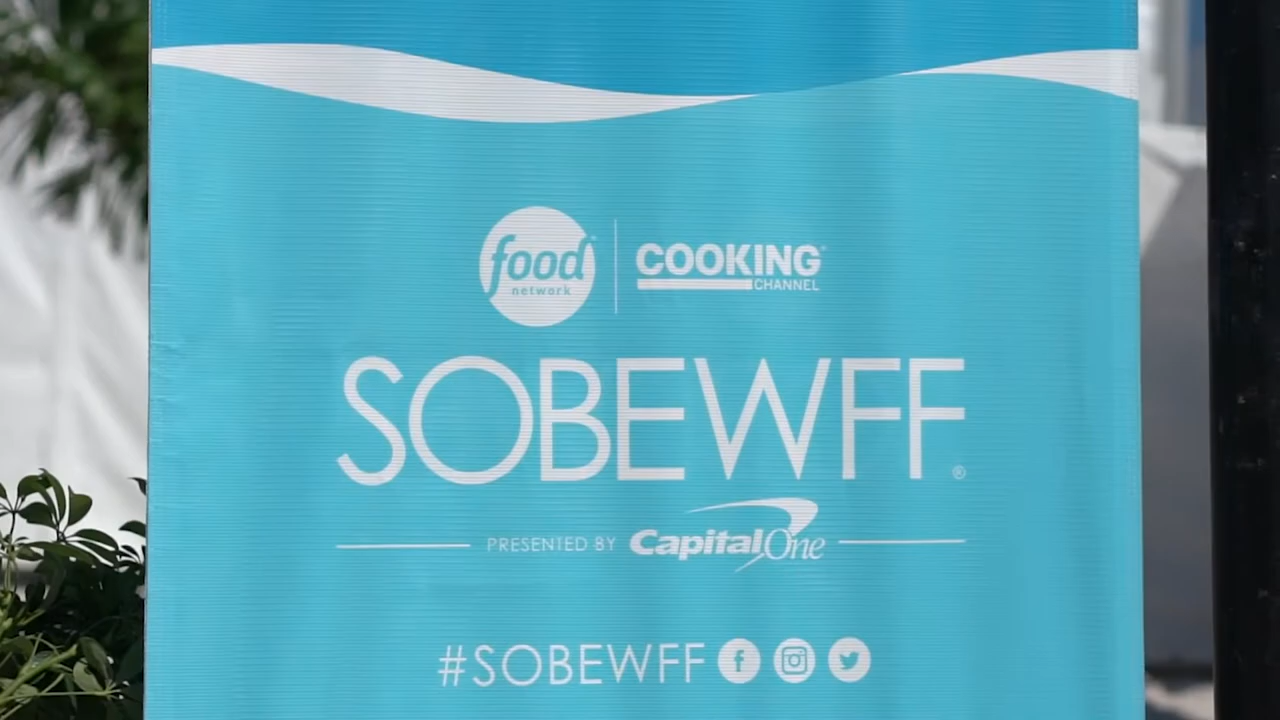 food network
COOKING CHANNEL
SOBEWFF®
PRESENTED BY Capital One
#SOBEWFF